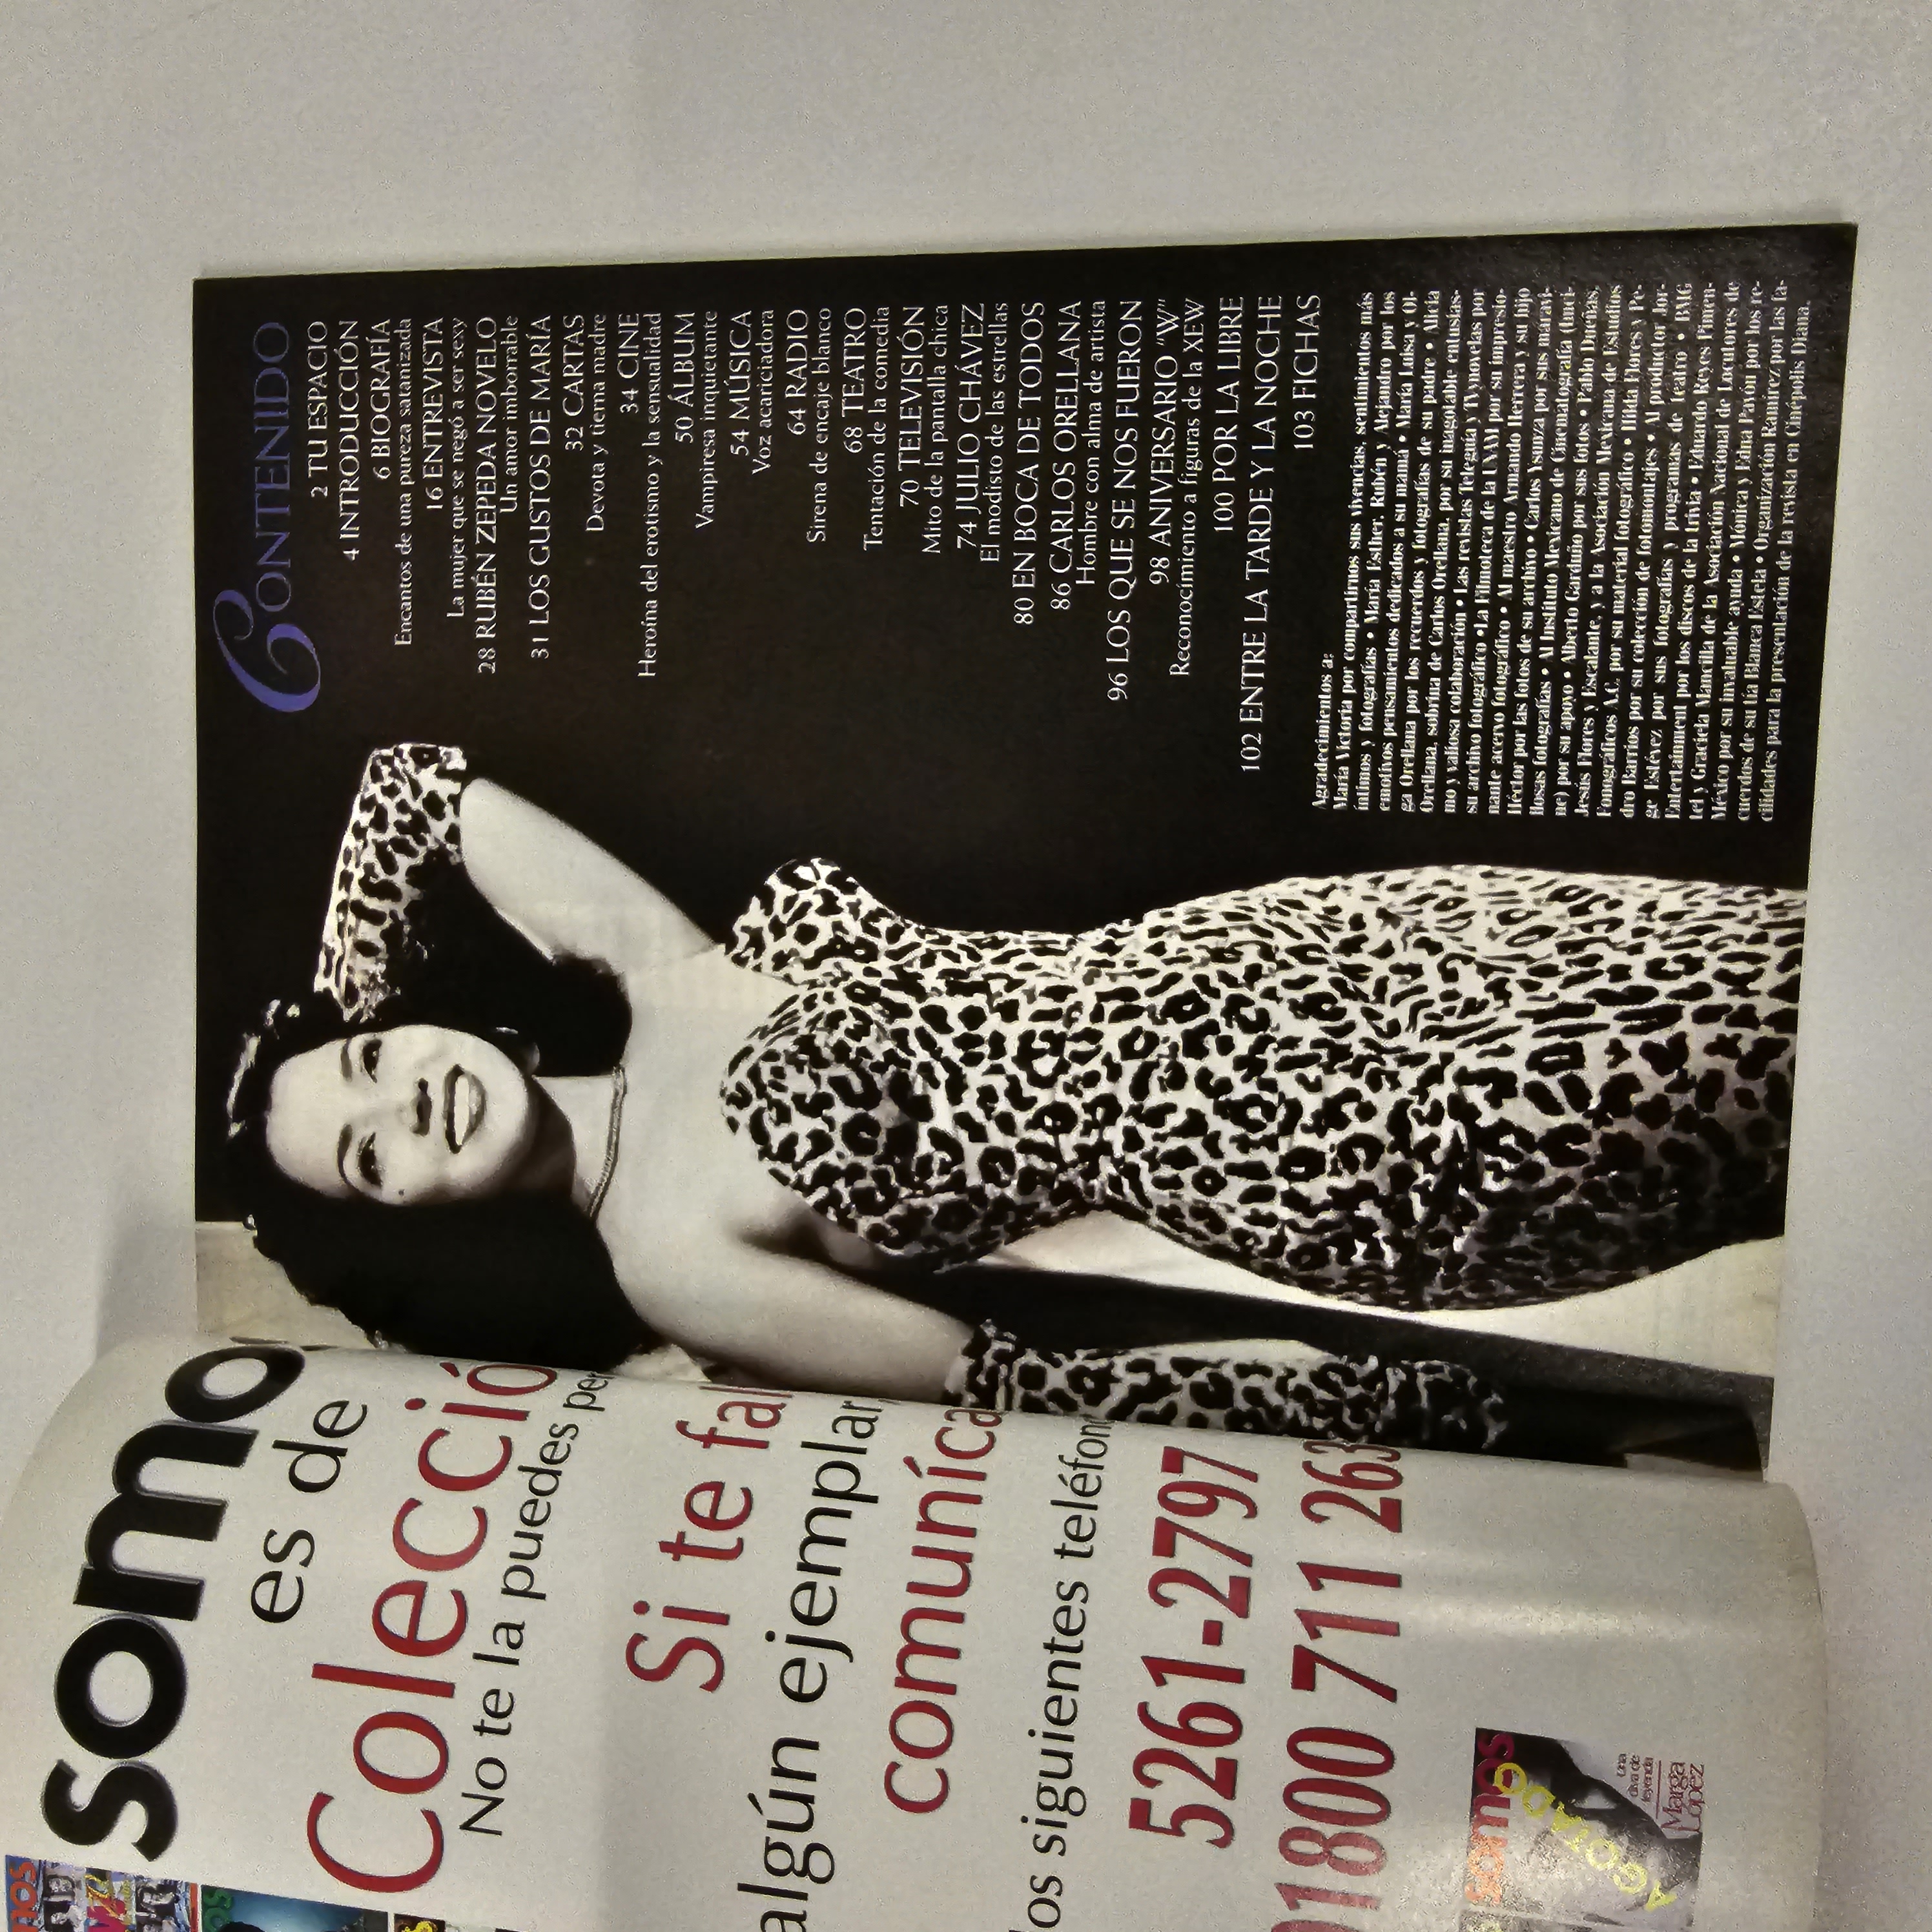 somo
es de
Colecció
No te la puedes per
Si te fal
algún ejemplar,
comuníca
los siguientes teléfon
5261-2797
01800 711 263
somos
AGOTADO
una
diva de
leyenda
Marga
López
CONTENIDO
2 TU ESPACIO
4 INTRODUCCIÓN
6 BIOGRAFÍA
Encantos de una pureza satanizada
16 ENTREVISTA
La mujer que se negó a ser sexy
28 RUBÉN ZEPEDA NOVELO
Un amor imborrable
31 LOS GUSTOS DE MARÍA
32 CARTAS
Devota y tierna madre
34 CINE
Heroína del erotismo y la sensualidad
50 ÁLBUM
Vampiresa inquietante
54 MÚSICA
Voz acariciadora
64 RADIO
Sirena de encaje blanco
68 TEATRO
Tentación de la comedia
70 TELEVISIÓN
Mito de la pantalla chica
74 JULIO CHÁVEZ
El modisto de las estrellas
80 EN BOCA DE TODOS
86 CARLOS ORELLANA
Hombre con alma de artista
96 LOS QUE SE NOS FUERON
98 ANIVERSARIO “W”
Reconocimiento a figuras de la XEW
100 POR LA LIBRE
102 ENTRE LA TARDE Y LA NOCHE
103 FICHAS
Agradecimientos a:
María Victoria por compartirnos sus vivencias, sentimientos más
íntimos y fotografías • María Esther, Rubén y Alejandro por los
emotivos pensamientos dedicados a su mamá • María Luisa y Ol-
ga Orellana por los recuerdos y fotografías de su padre • Alicia
Orellana, sobrina de Carlos Orellana, por su inagotable entusias-
mo y valiosa colaboración • Las revistas Teleguía y TVynovelas por
su archivo fotográfico •La Filmoteca de la UNAM por su impresio-
nante acervo fotográfico • Al maestro Armando Herrera y su hijo
Héctor por las fotos de su archivo • Carlos Ysunza por sus maravi-
llosas fotografías • Al Instituto Mexicano de Cinematografía (Imci-
ne) por su apoyo • Alberto Garduño por sus fotos • Pablo Dueñas,
Jesús Flores y Escalante, y a la Asociación Mexicana de Estudios
Fonográficos A.C. por su material fotográfico • Hilda Flores y Pe-
dro Barrios por su colección de fotomontajes • Al productor Jor-
ge Estévez por sus fotografías y programas de teatro • BMG
Entertainment por los discos de la trivia • Eduardo Reyes Pimen-
tel y Graciela Mancilla de la Asociación Nacional de Locutores de
México por su invaluable ayuda • Mónica y Edna Pavón por los re-
cuerdos de su tía Blanca Estela • Organización Ramírez por las fa-
cilidades para la presentación de la revista en Cinépolis Diana.